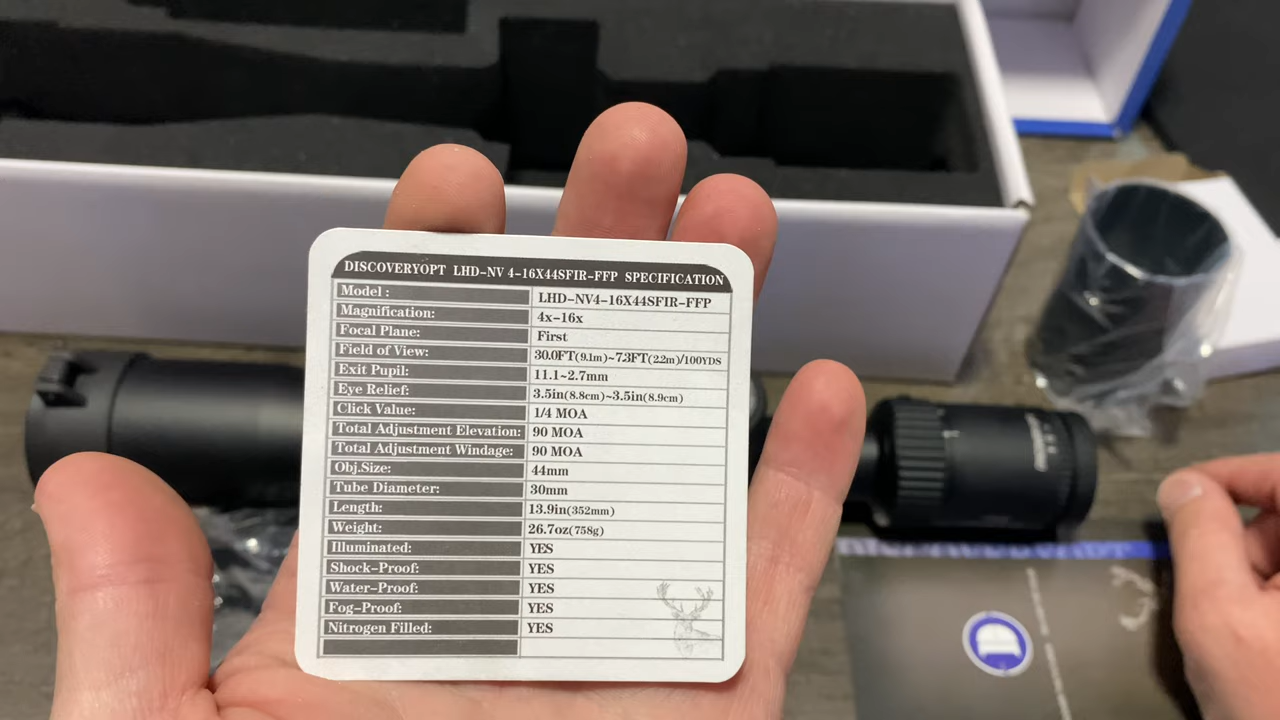 DISCOVERYOPT LHD-NV 4-16X44SFIR-FFP SPECIFICATION
Model : LHD-NV4-16X44SFIR-FFP
Magnification: 4x-16x
Focal Plane: First
Field of View: 30.0FT(9.1m)~7.3FT(2.2m)/100YDS
Exit Pupil: 11.1~2.7mm
Eye Relief: 3.5in(8.8cm)~3.5in(8.9cm)
Click Value: 1/4 MOA
Total Adjustment Elevation: 90 MOA
Total Adjustment Windage: 90 MOA
Obj.Size: 44mm
Tube Diameter: 30mm
Length: 13.9in(352mm)
Weight: 26.7oz(758g)
Illuminated: YES
Shock-Proof: YES
Water-Proof: YES
Fog-Proof: YES
Nitrogen Filled: YES